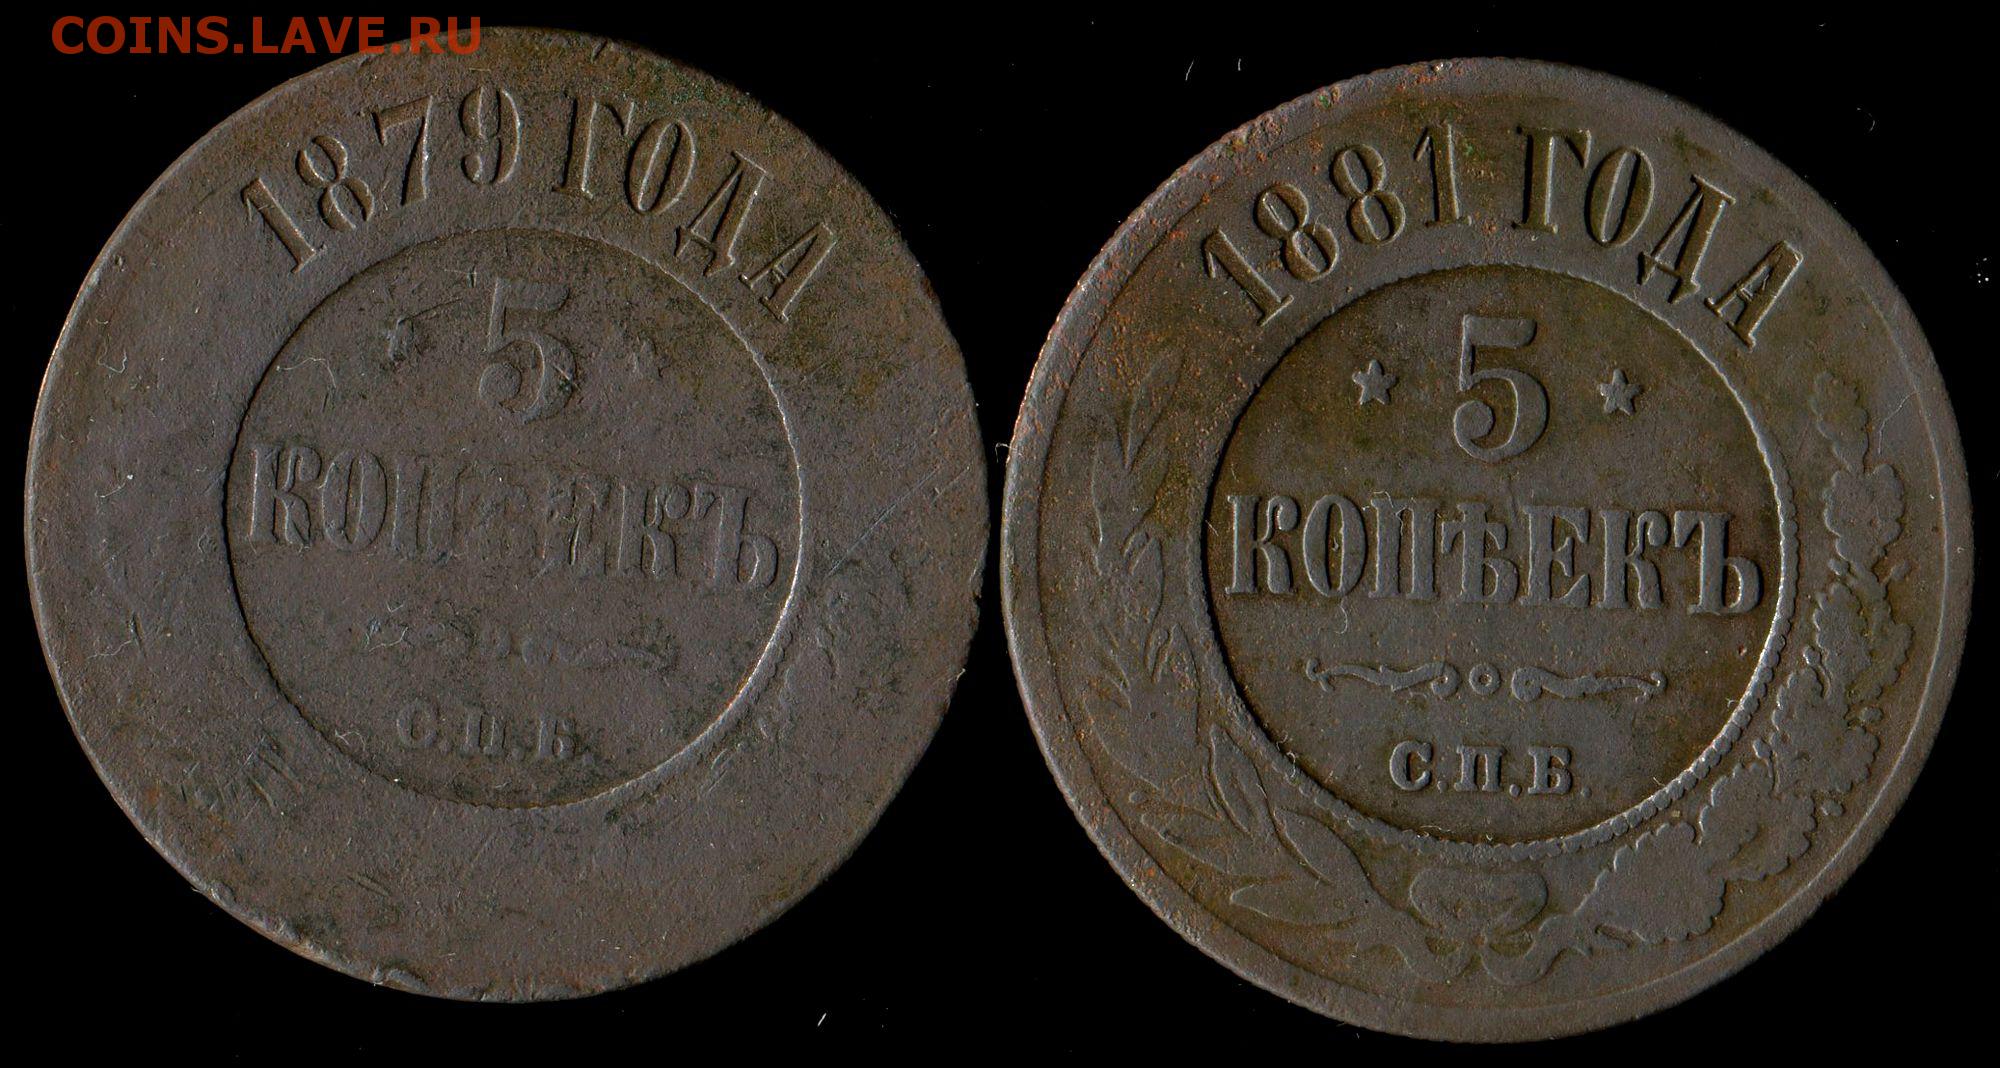 COINS.LAVE.RU
1879 ГОДА
5
КОПѢЕКЪ
С.П.Б.
1881 ГОДА
5
КОПѢЕКЪ
С.П.Б.